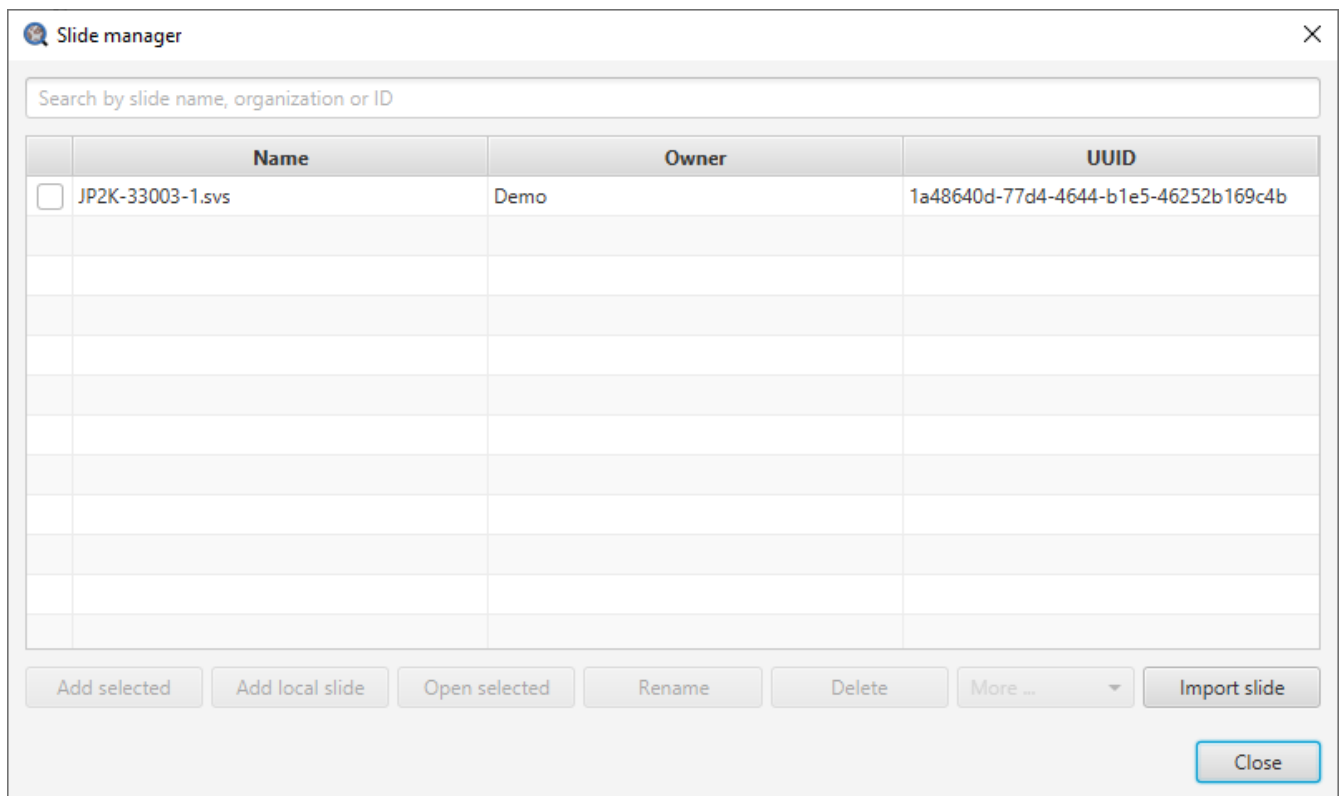 Slide manager
Search by slide name, organization or ID
Name Owner UUID
JP2K-33003-1.svs Demo 1a48640d-77d4-4644-b1e5-46252b169c4b
Add selected Add local slide Open selected Rename Delete More ... Import slide
Close